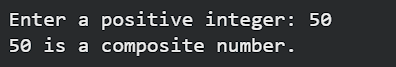 Enter a positive integer: 50
50 is a composite number.